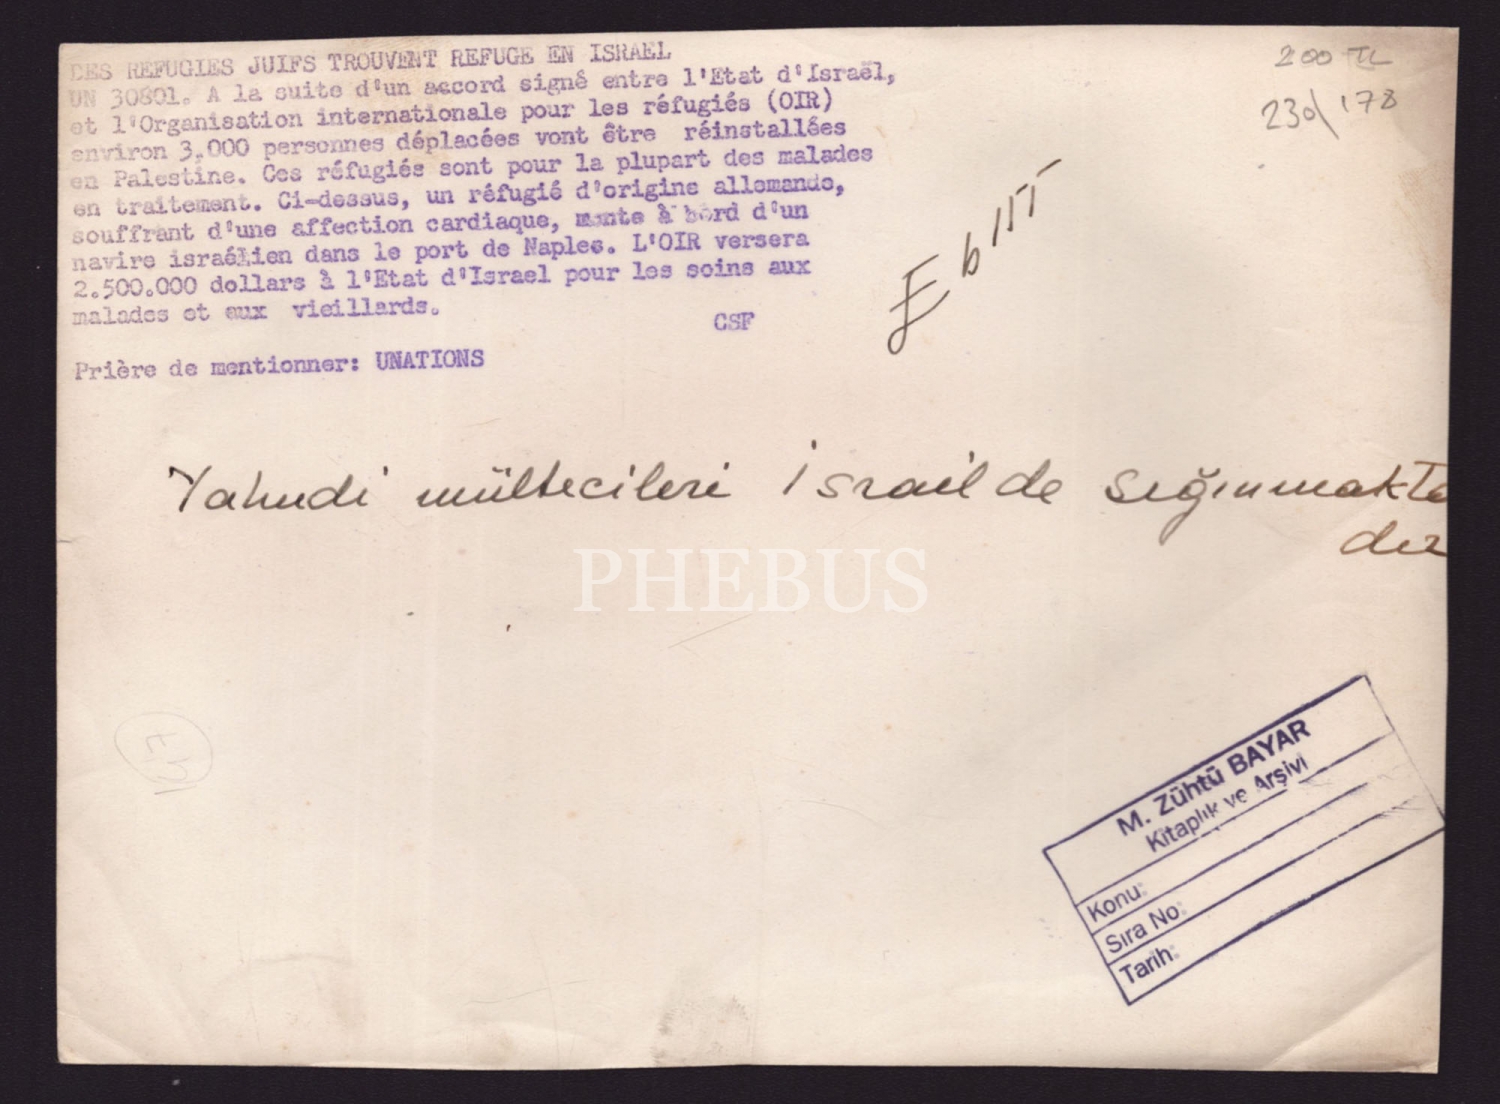 DES REFUGIES JUIFS TROUVENT REFUGE EN ISRAEL
UN 30801. A la suite d'un accord signé entre l'Etat d'Israël,
et l'Organisation internationale pour les réfugiés (OIR)
environ 3.000 personnes déplacées vont être réinstallées
en Palestine. Ces réfugiés sont pour la plupart des malades
en traitement. Ci-dessus, un réfugié d'origine allemande,
souffrant d'une affection cardiaque, monte à bord d'un
navire israélien dans le port de Naples. L'OIR versera
2.500.000 dollars à l'Etat d'Israel pour les soins aux
malades et aux vieillards.
CSF
Prière de mentionner: UNATIONS
200 TL
230/178
Yahudi mültecileri İsrailde sığınmakta
dır
PHEBUS
M. Zühtü BAYAR
Kitaplık ve Arşivi
Konu:
Sıra No:
Tarih: